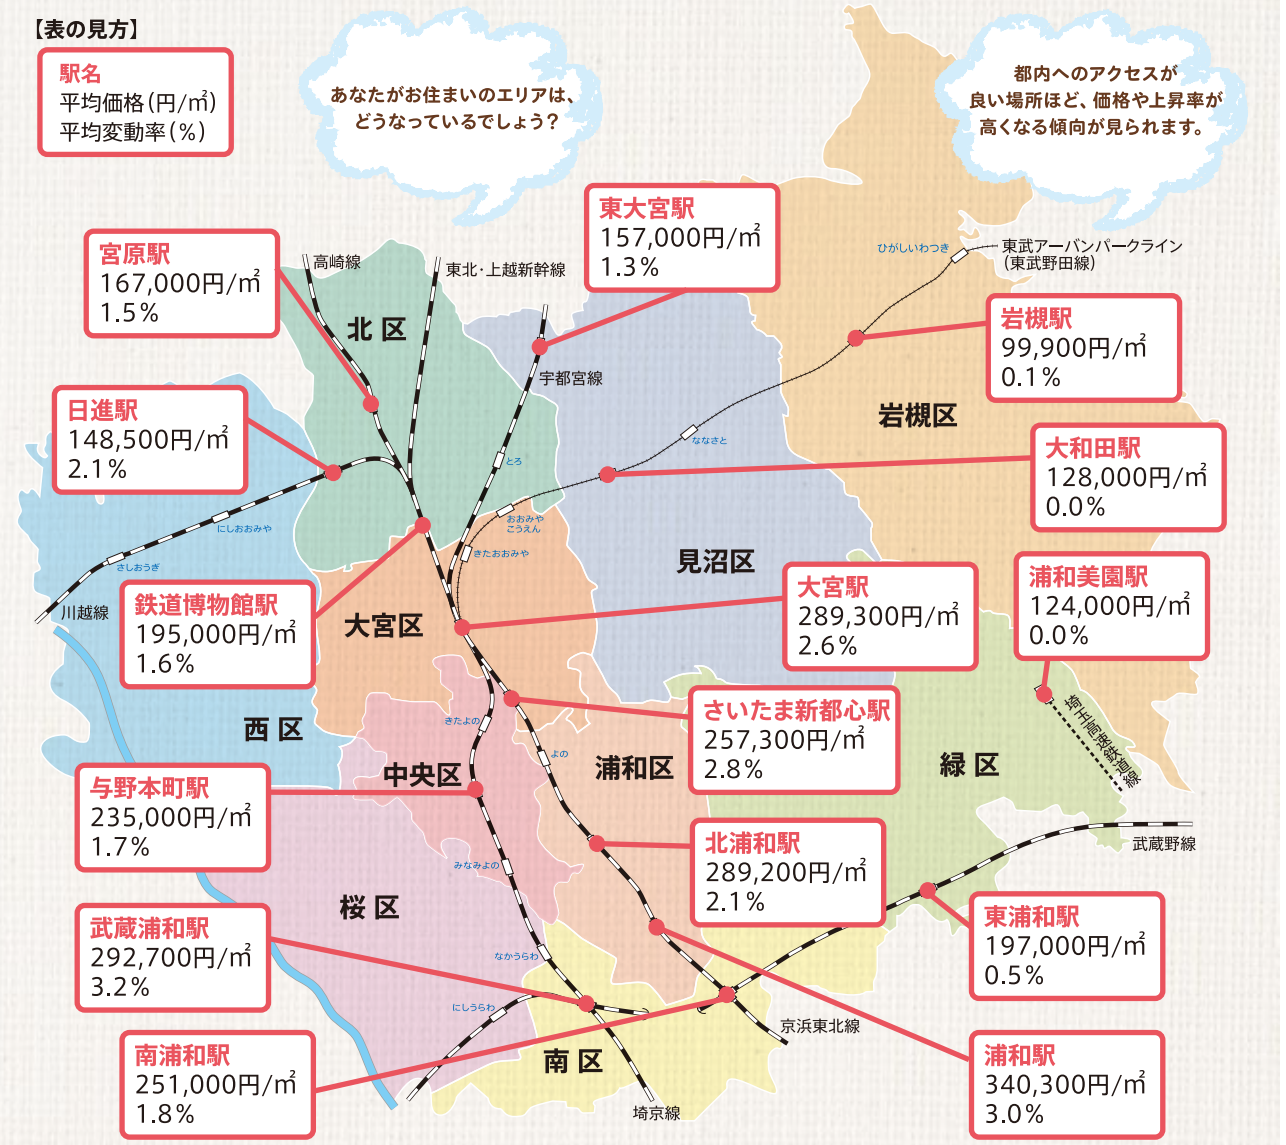 【表の見方】
駅名
平均価格(円/㎡)
平均変動率(%)
あなたがお住まいのエリアは、
どうなっているでしょう?
都内へのアクセスが
良い場所ほど、価格や上昇率が
高くなる傾向が見られます。
東大宮駅
157,000円/㎡
1.3%
宮原駅
167,000円/㎡
1.5%
高崎線
東北・上越新幹線
ひがしいわつき
東武アーバンパークライン
(東武野田線)
北区
岩槻駅
99,900円/㎡
0.1%
宇都宮線
日進駅
148,500円/㎡
2.1%
岩槻区
ななさと
とろ
大和田駅
128,000円/㎡
0.0%
にしおおみや
おおみや
こうえん
きたおおみや
さしおうぎ
見沼区
川越線
鉄道博物館駅
195,000円/㎡
1.6%
大宮区
大宮駅
289,300円/㎡
2.6%
浦和美園駅
124,000円/㎡
0.0%
西区
きたよの
さいたま新都心駅
257,300円/㎡
2.8%
埼玉高速鉄道線
中央区
よの
浦和区
緑区
与野本町駅
235,000円/㎡
1.7%
北浦和駅
289,200円/㎡
2.1%
武蔵野線
みなみよの
桜区
武蔵浦和駅
292,700円/㎡
3.2%
東浦和駅
197,000円/㎡
0.5%
なかうらわ
にしうらわ
京浜東北線
南浦和駅
251,000円/㎡
1.8%
南区
浦和駅
340,300円/㎡
3.0%
埼京線